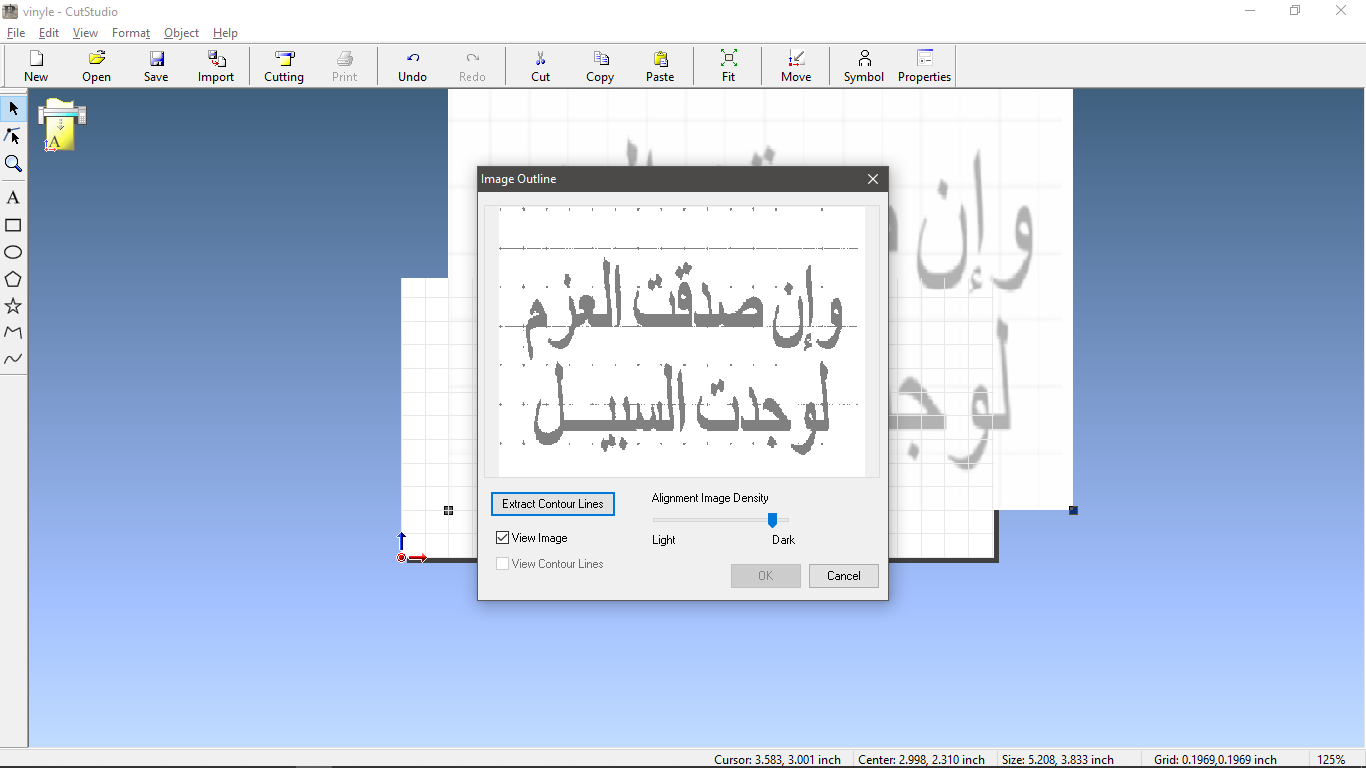 vinyle - CutStudio
File Edit View Format Object Help
New Open Save Import Cutting Print Undo Redo Cut Copy Paste Fit Move Symbol Properties
A
A
Image Outline
وإن صدقت العزم
لوجدت السبيـل
وإن
لوجد
Extract Contour Lines
Alignment Image Density
View Image
Light Dark
View Contour Lines
OK Cancel
Cursor: 3.583, 3.001 inch Center: 2.998, 2.310 inch Size: 5.208, 3.833 inch Grid: 0.1969,0.1969 inch 125%